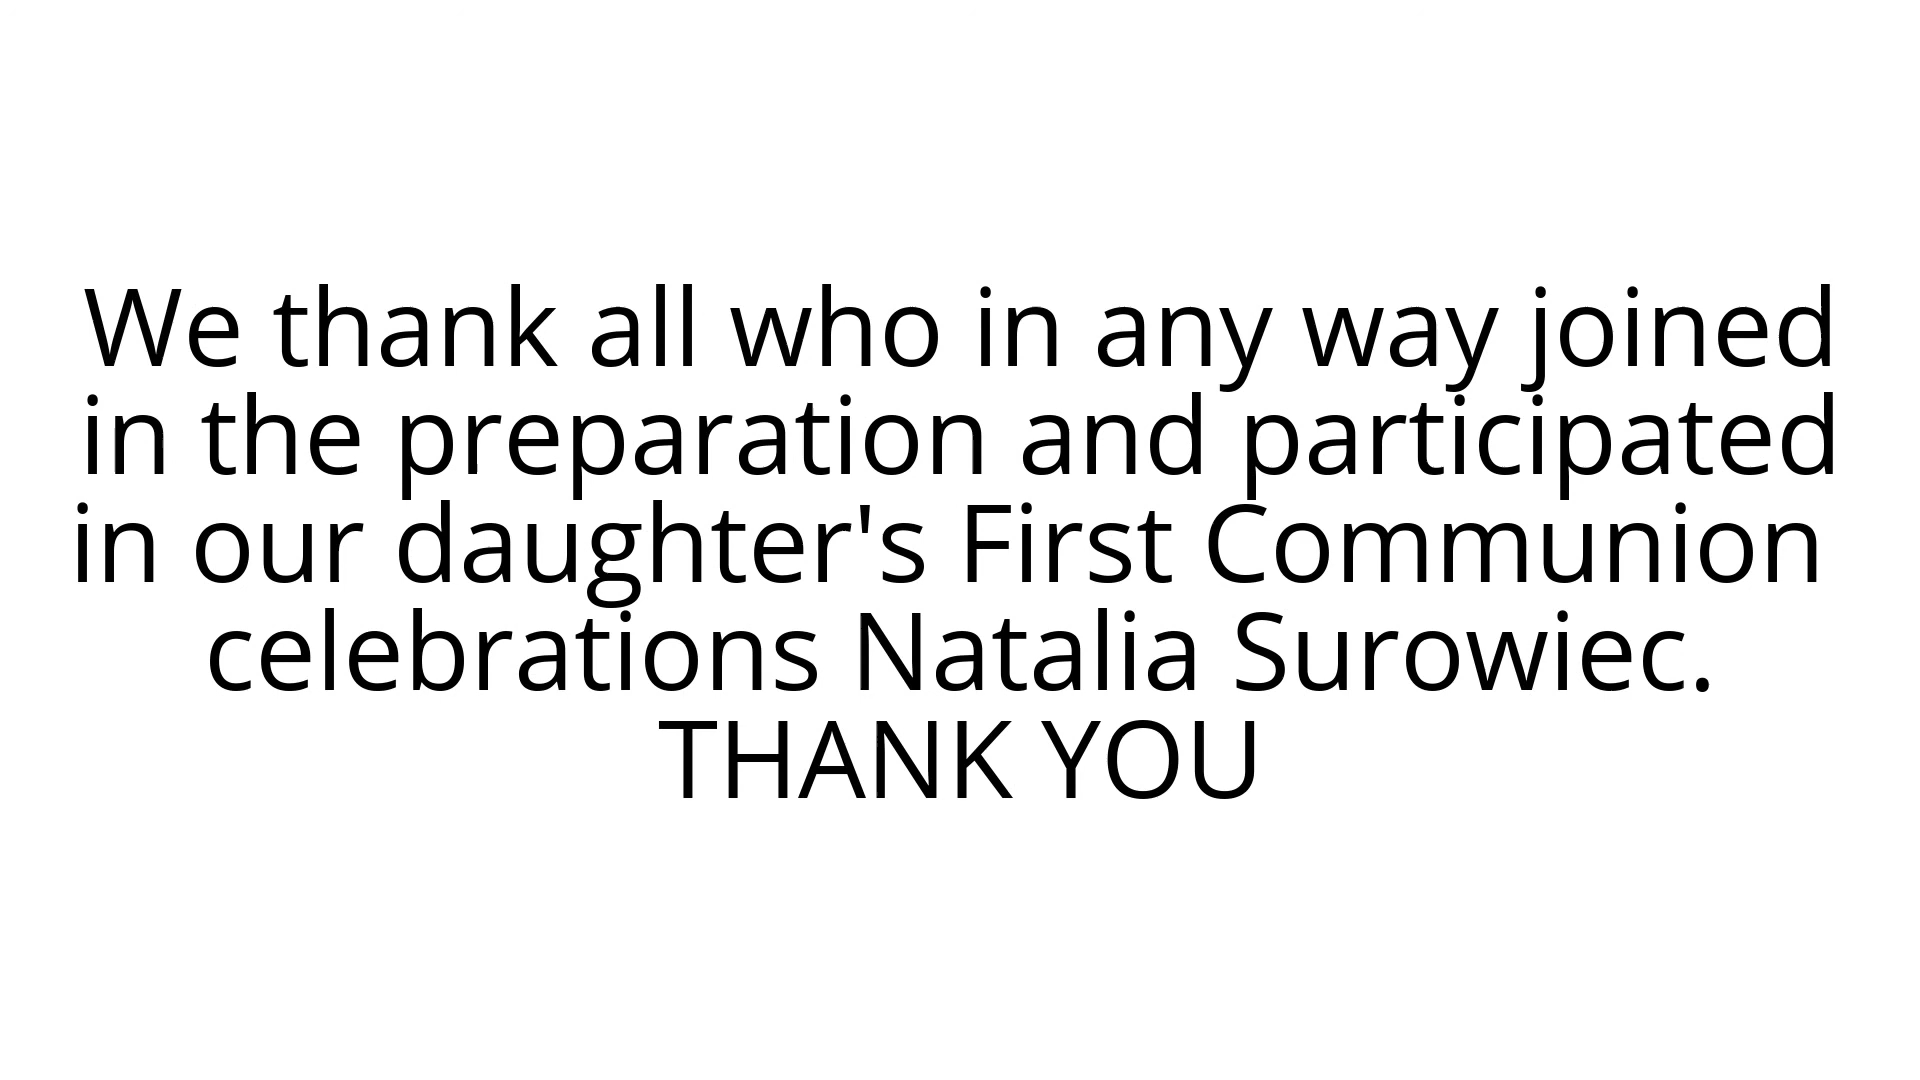 We thank all who in any way joined
in the preparation and participated
in our daughter's First Communion
celebrations Natalia Surowiec.
THANK YOU